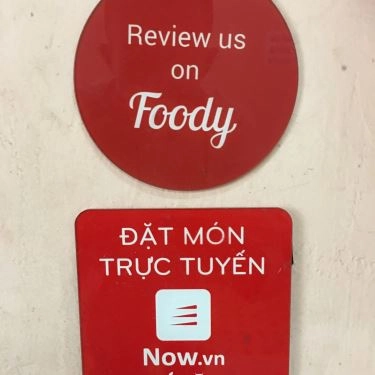 Review us
on
Foody
ĐẶT MÓN
TRỰC TUYẾN
Now.vn